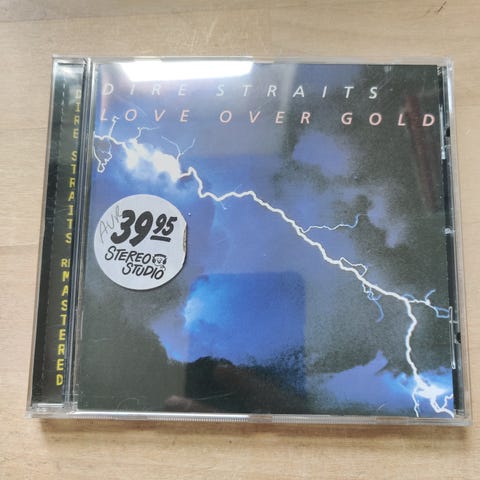 DIRE STRAITS
LOVE OVER GOLD
DIRE STRAITS REMASTERED
39.95
STEREO
STUDIO